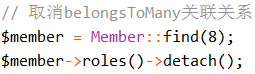 // 取消belongsToMany关联关系
$member = Member::find(8);
$member->roles()->detach();